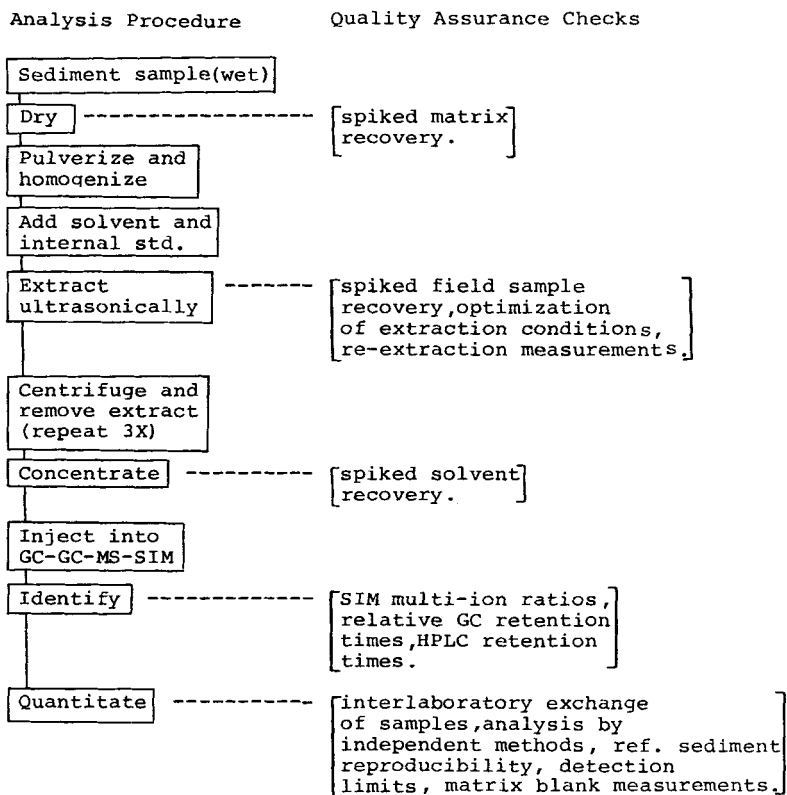 Analysis Procedure Quality Assurance Checks
Sediment sample(wet)
Dry
spiked matrix
recovery.
Pulverize and
homogenize
Add solvent and
internal std.
Extract
ultrasonically
spiked field sample
recovery,optimization
of extraction conditions,
re-extraction measurements.
Centrifuge and
remove extract
(repeat 3X)
Concentrate
spiked solvent
recovery.
Inject into
GC-GC-MS-SIM
Identify
SIM multi-ion ratios,
relative GC retention
times,HPLC retention
times.
Quantitate
interlaboratory exchange
of samples,analysis by
independent methods, ref. sediment
reproducibility, detection
limits, matrix blank measurements.